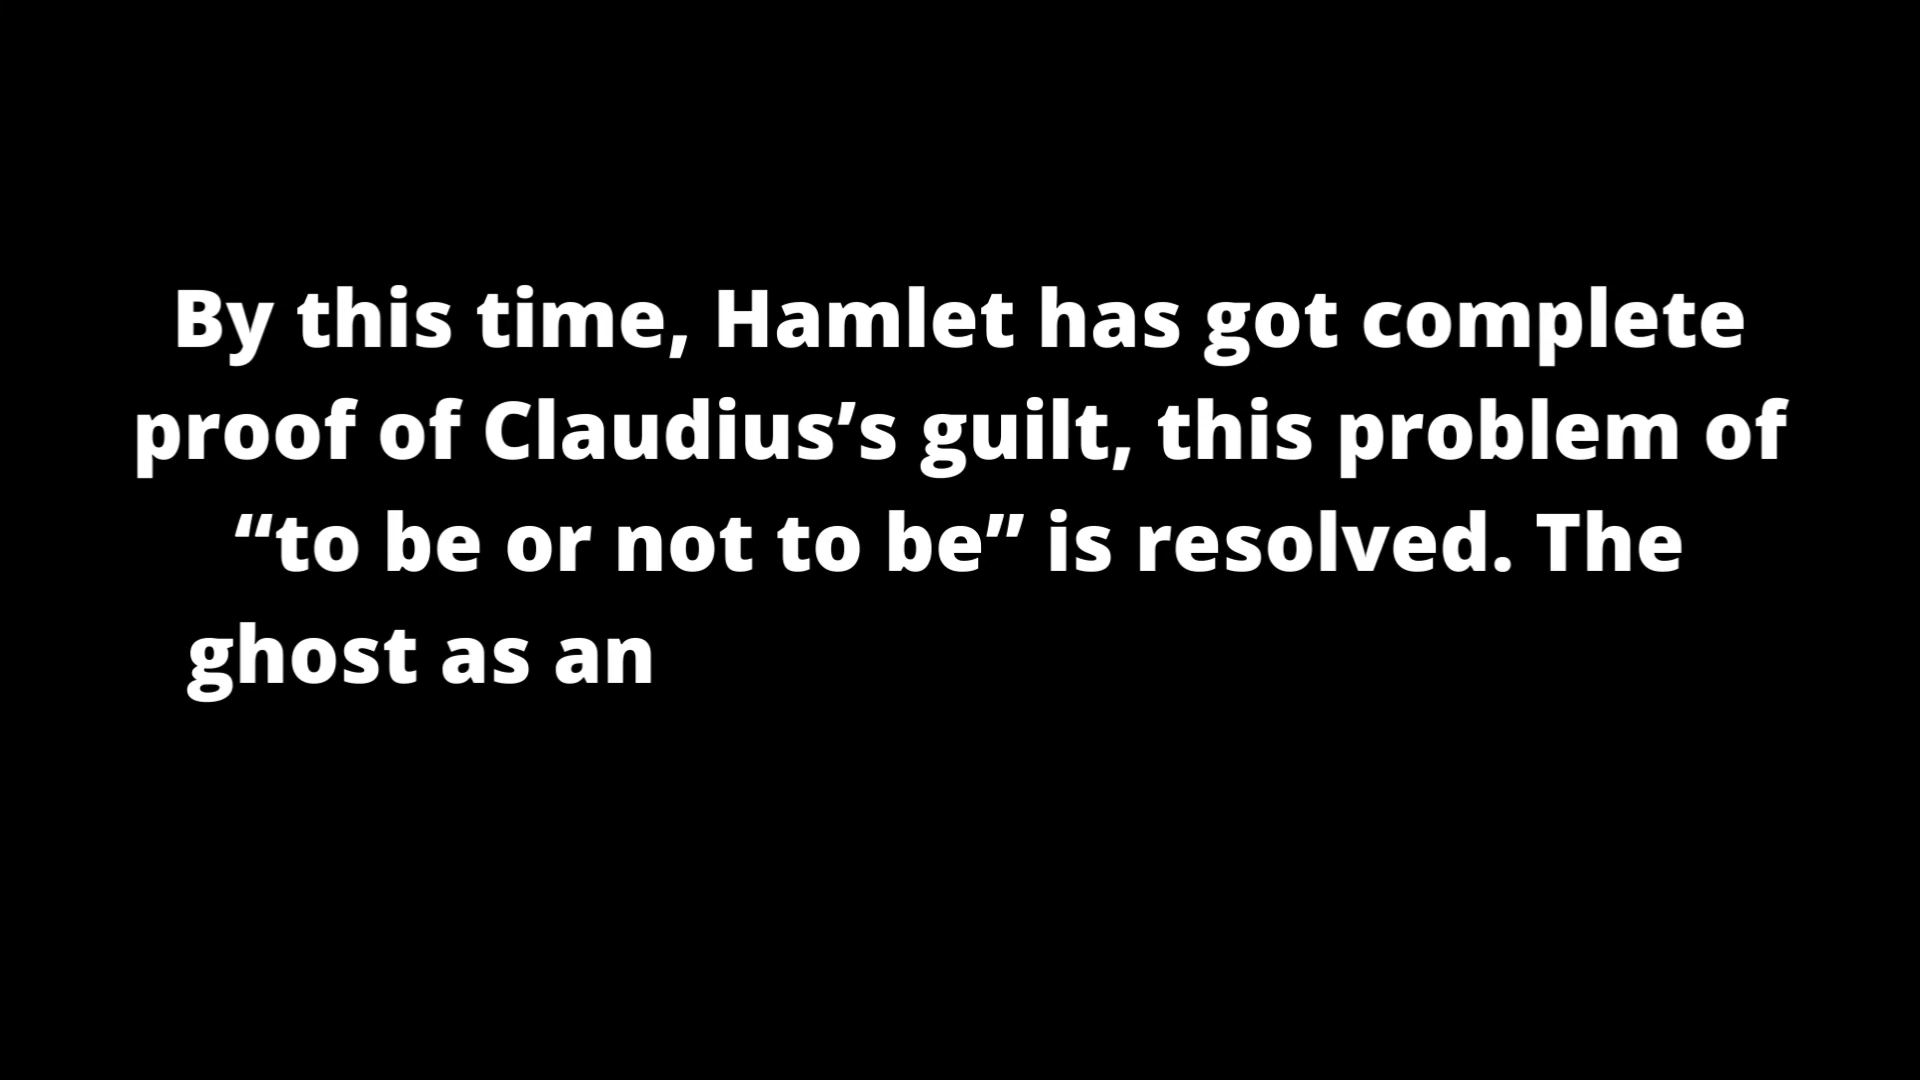 By this time, Hamlet has got complete
proof of Claudius’s guilt, this problem of
“to be or not to be” is resolved. The
ghost as an